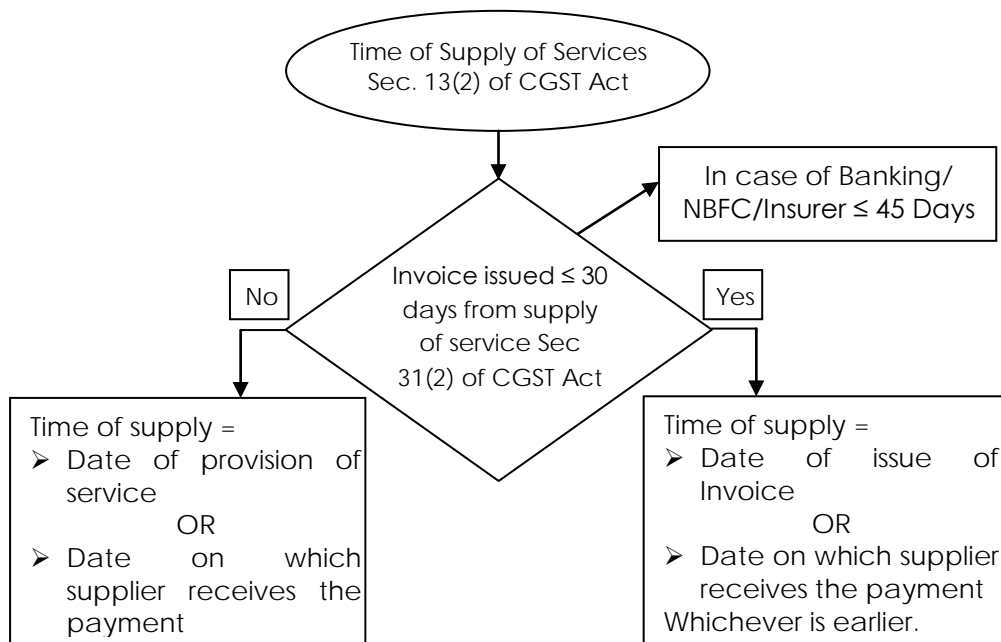 Time of Supply of Services
Sec. 13(2) of CGST Act
In case of Banking/
NBFC/Insurer ≤ 45 Days
Invoice issued ≤ 30
days from supply
of service Sec
31(2) of CGST Act
No
Yes
Time of supply =
➢ Date of provision of
service
OR
➢ Date on which
supplier receives the
payment
Time of supply =
➢ Date of issue of
Invoice
OR
➢ Date on which supplier
receives the payment
Whichever is earlier.